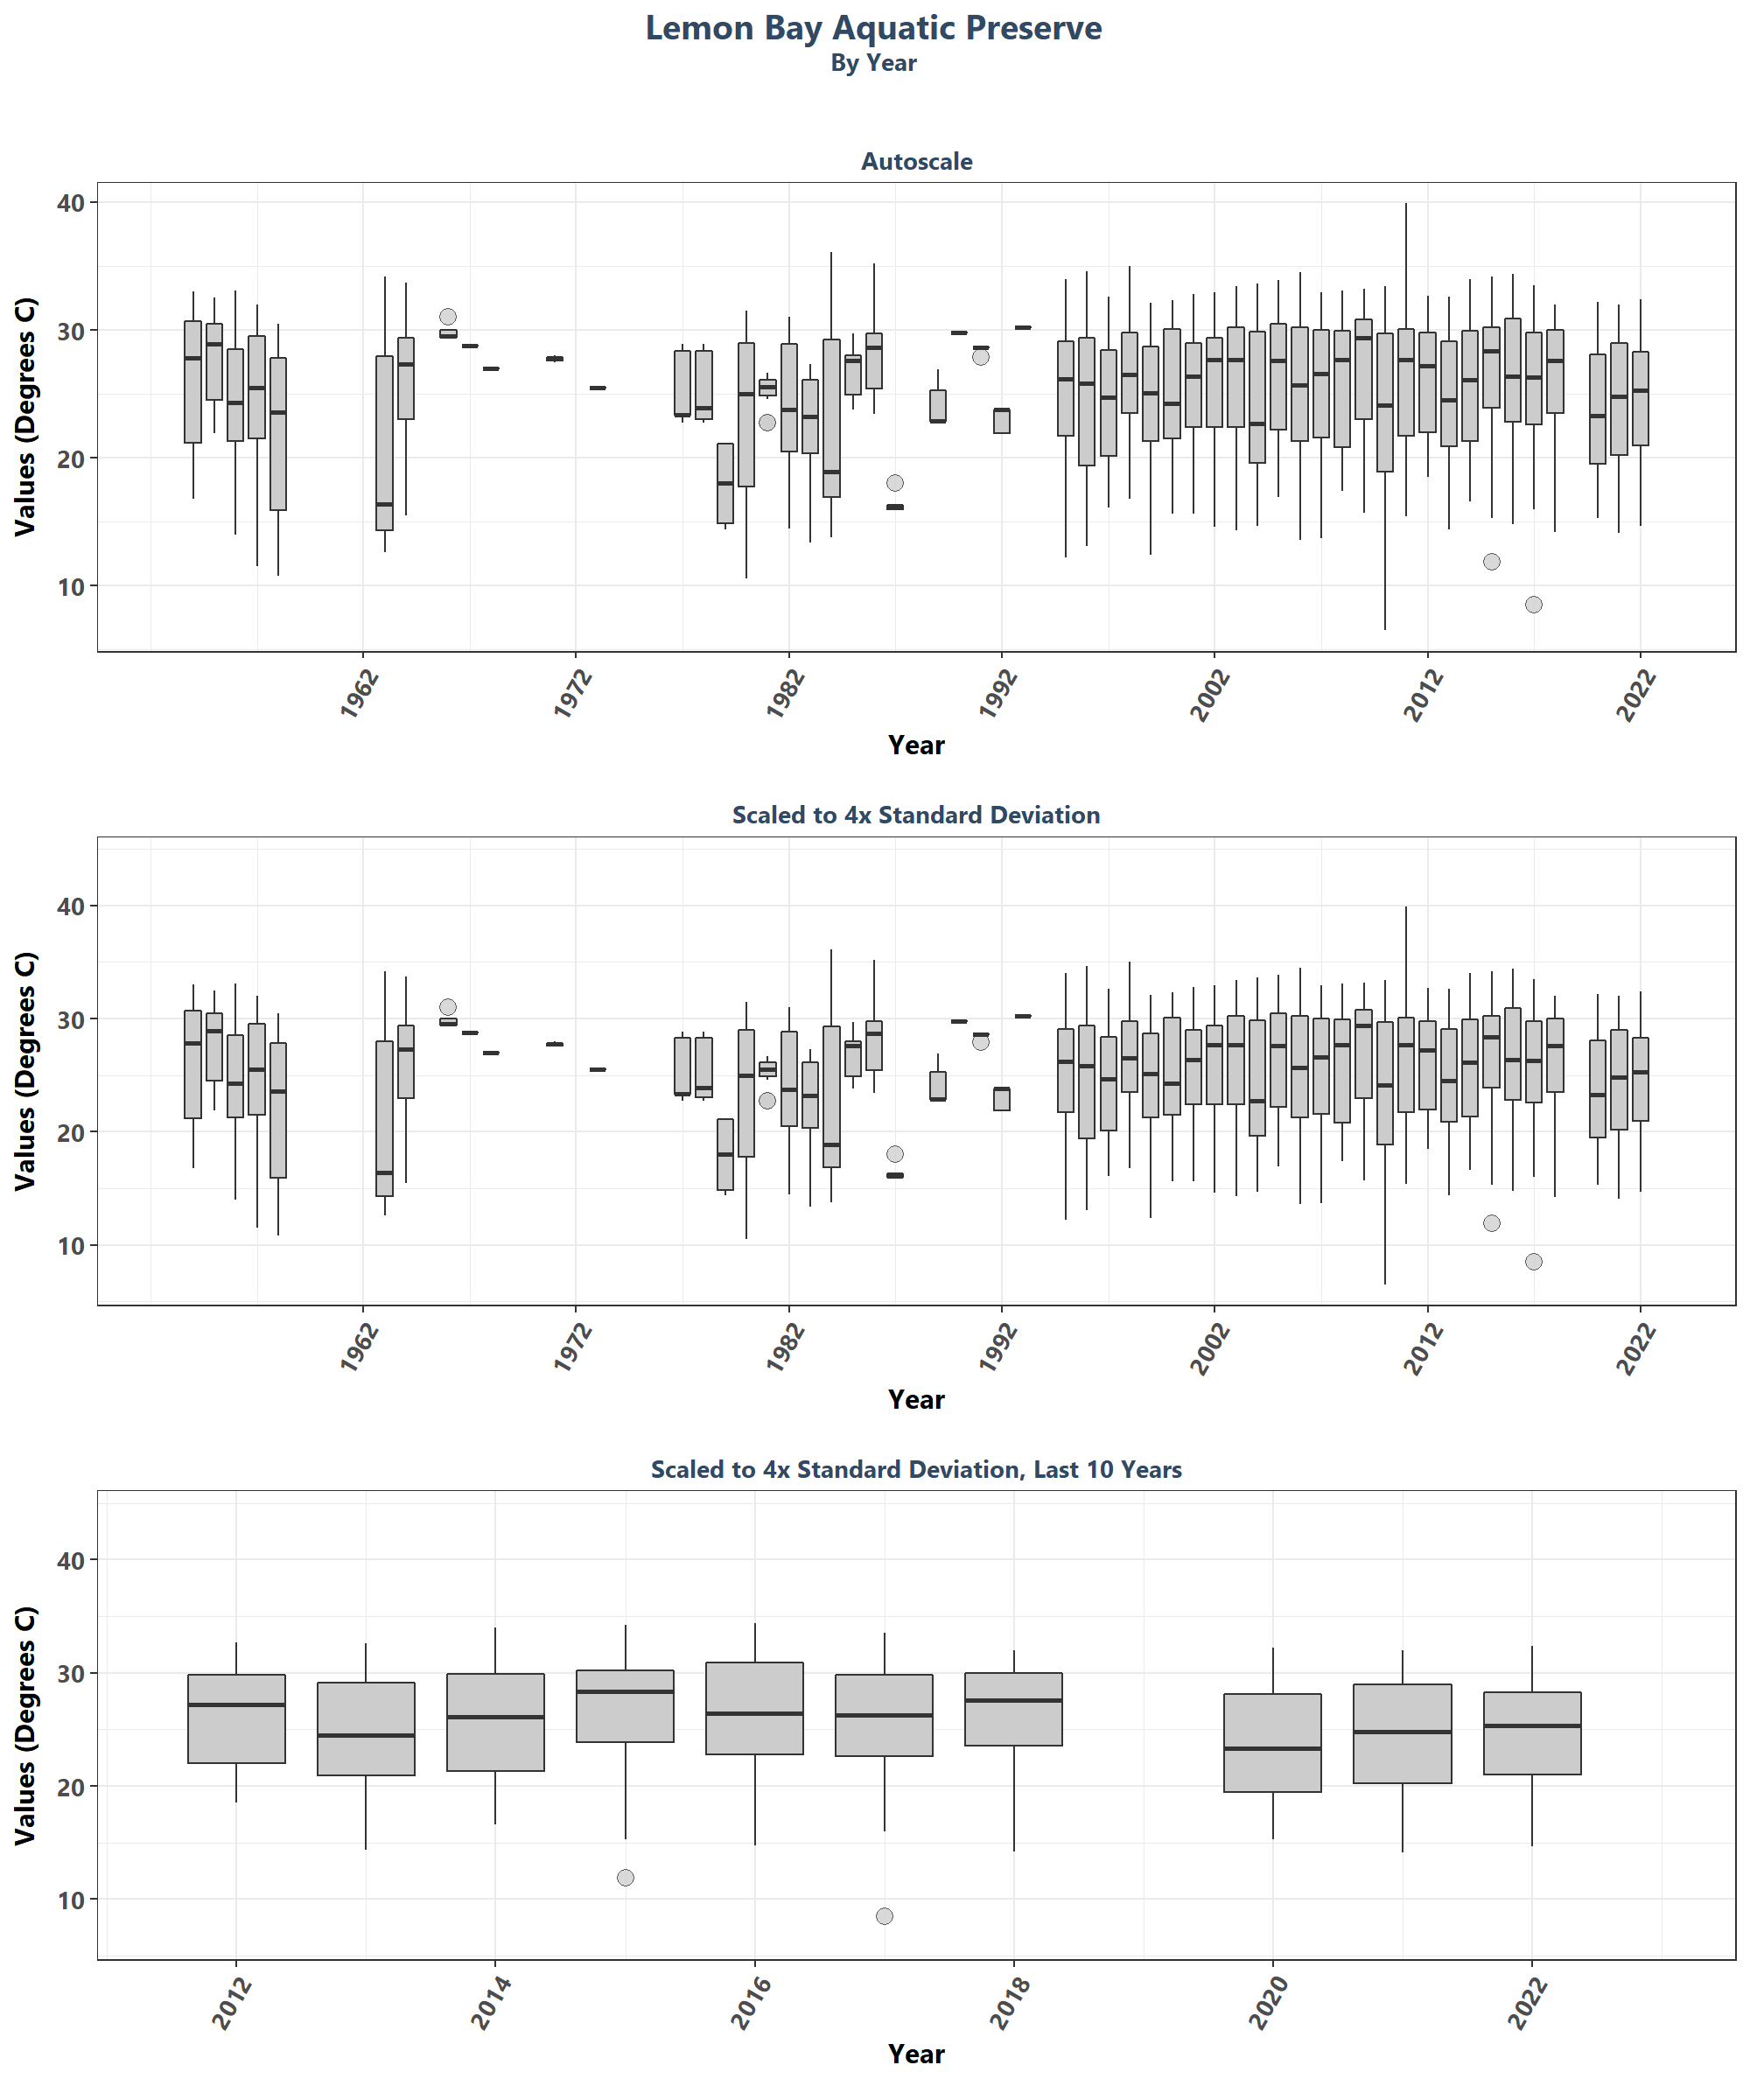 Lemon Bay Aquatic Preserve
By Year
Autoscale
Values (Degrees C)
40
30
20
10
1962 1972 1982 1992 2002 2012 2022
Year
Scaled to 4x Standard Deviation
Values (Degrees C)
40
30
20
10
1962 1972 1982 1992 2002 2012 2022
Year
Scaled to 4x Standard Deviation, Last 10 Years
Values (Degrees C)
40
30
20
10
2012 2014 2016 2018 2020 2022
Year